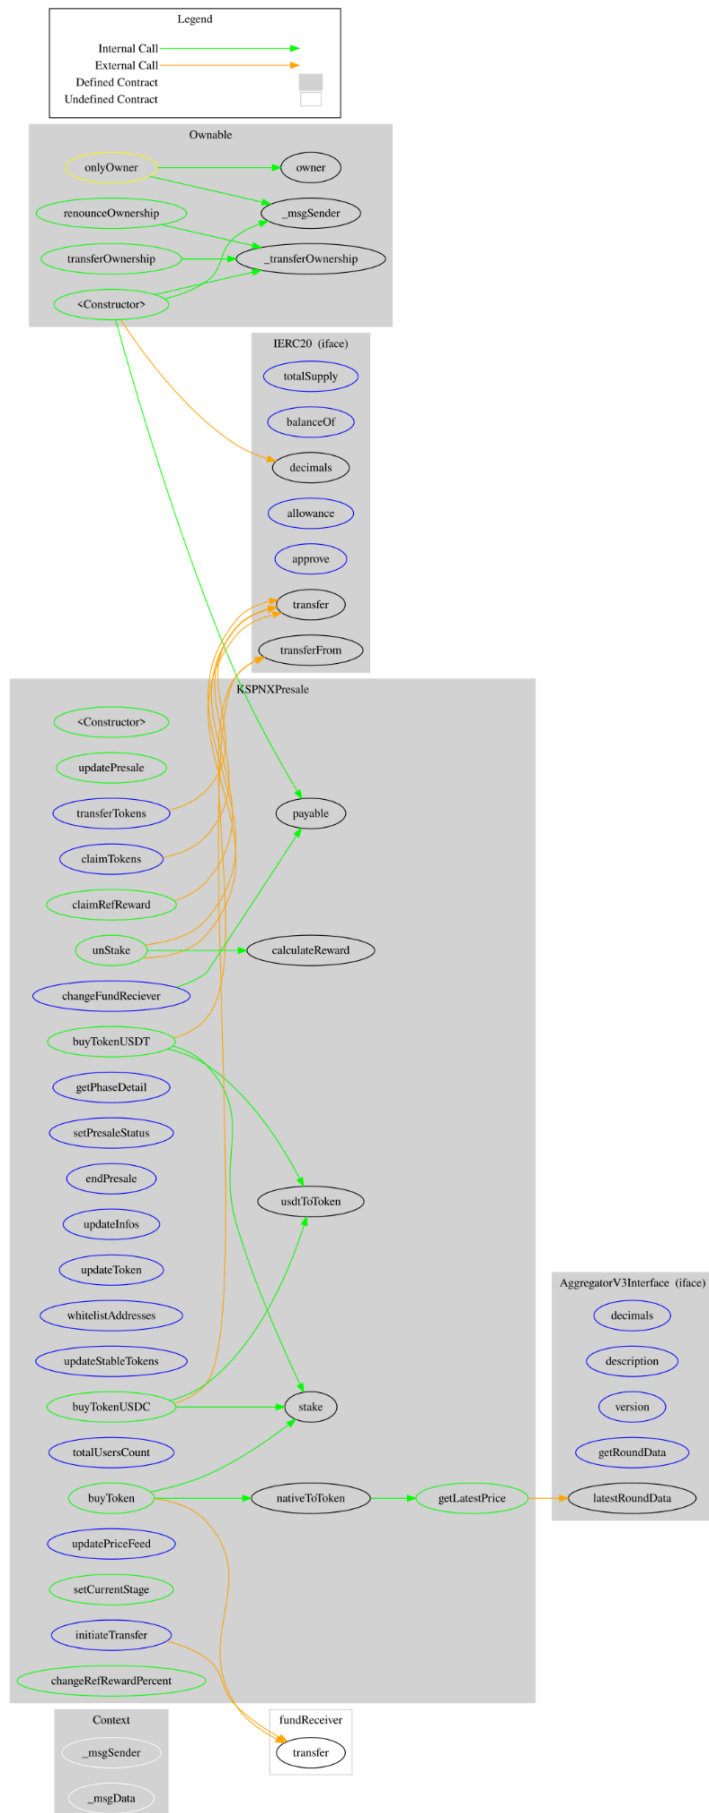 Legend
Internal Call
External Call
Defined Contract
Undefined Contract
Ownable
onlyOwner
owner
renounceOwnership
_msgSender
transferOwnership
_transferOwnership
<Constructor>
IERC20 (iface)
totalSupply
balanceOf
decimals
allowance
approve
transfer
transferFrom
KSPNXPresale
<Constructor>
updatePresale
transferTokens
payable
claimTokens
claimRefReward
unStake
calculateReward
changeFundReciever
buyTokenUSDT
getPhaseDetail
setPresaleStatus
endPresale
usdtToToken
updateInfos
updateToken
whitelistAddresses
updateStableTokens
buyTokenUSDC
stake
totalUsersCount
buyToken
nativeToToken
getLatestPrice
updatePriceFeed
setCurrentStage
initiateTransfer
changeRefRewardPercent
AggregatorV3Interface (iface)
decimals
description
version
getRoundData
latestRoundData
Context
_msgSender
_msgData
fundReceiver
transfer